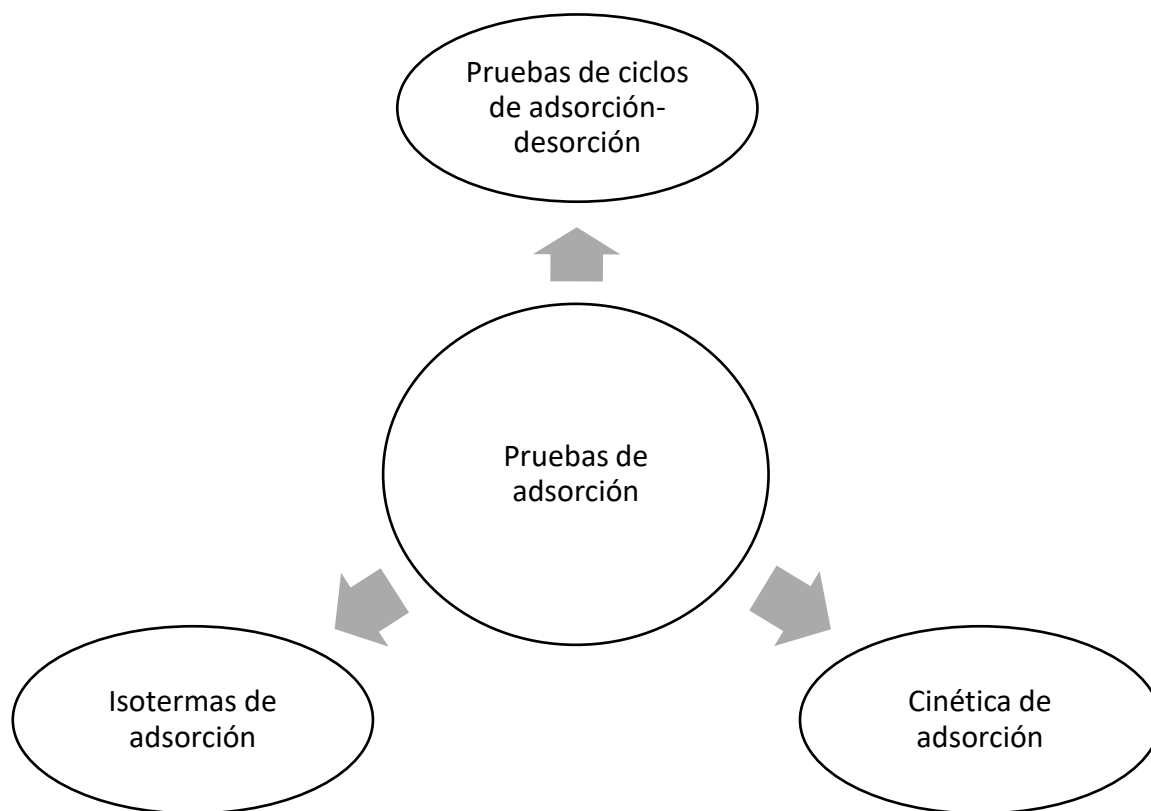 Pruebas de ciclos
de adsorción-
desorción
Pruebas de
adsorción
Isotermas de
adsorción
Cinética de
adsorción